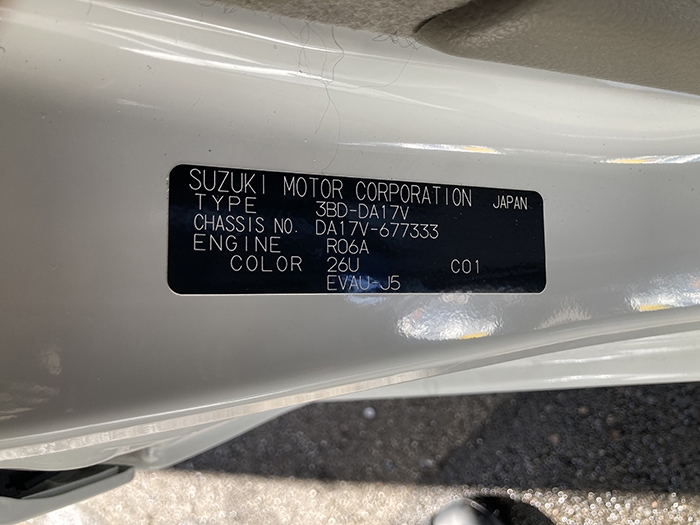 SUZUKI MOTOR CORPORATION JAPAN
TYPE 3BD-DA17V
CHASSIS NO. DA17V-677333
ENGINE R06A
COLOR 26U C01
EVAU-J5